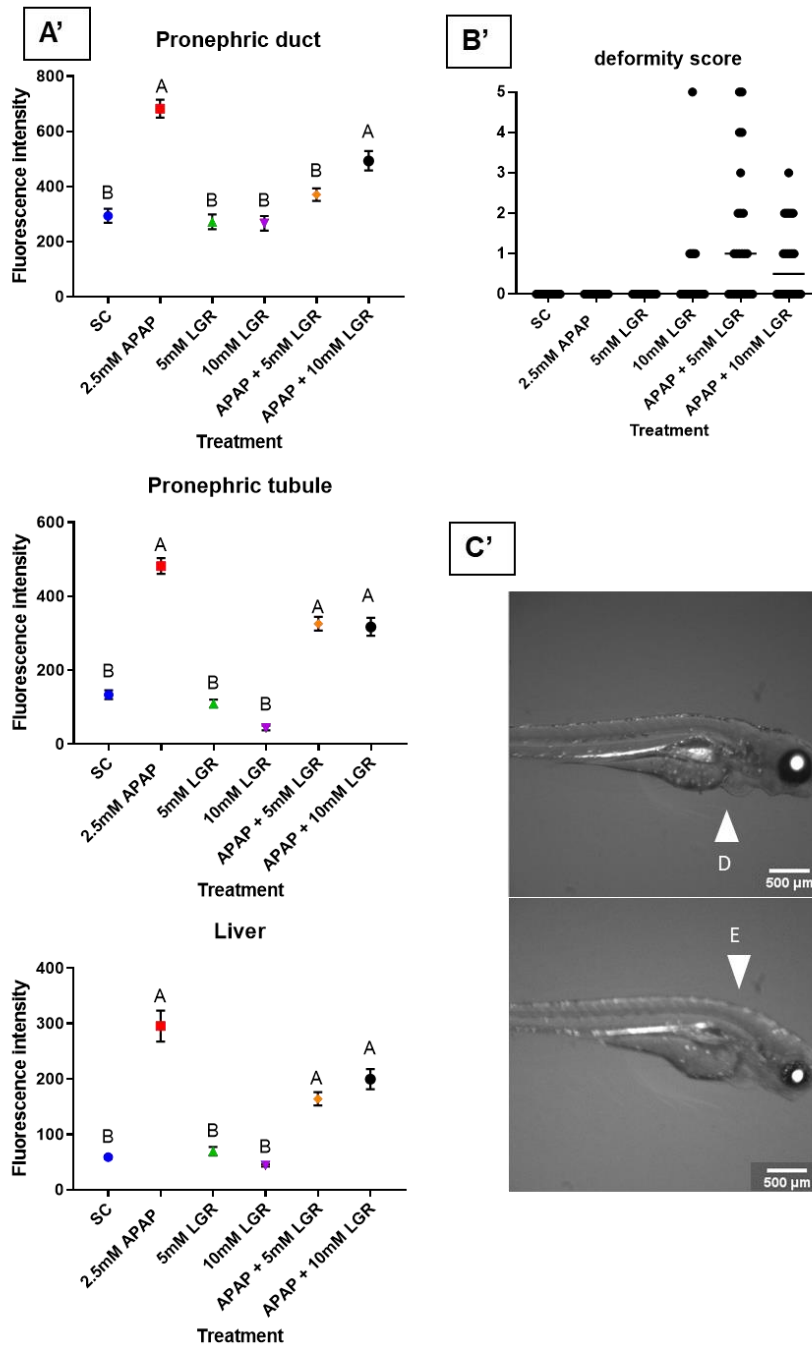 A'
Pronephric duct
Fluorescence intensity
800
600
400
200
0
B
A
B
B
B
A
SC
2.5mM APAP
5mM LGR
10mM LGR
APAP + 5mM LGR
APAP + 10mM LGR
Treatment
B'
deformity score
5
4
3
2
1
0
SC
2.5mM APAP
5mM LGR
10mM LGR
APAP + 5mM LGR
APAP + 10mM LGR
Treatment
Pronephric tubule
Fluorescence intensity
600
400
200
0
B
A
B
B
A
A
SC
2.5mM APAP
5mM LGR
10mM LGR
APAP + 5mM LGR
APAP + 10mM LGR
Treatment
C'
D
500 µm
E
500 µm
Liver
Fluorescence intensity
400
300
200
100
0
B
A
B
B
A
A
SC
2.5mM APAP
5mM LGR
10mM LGR
APAP + 5mM LGR
APAP + 10mM LGR
Treatment